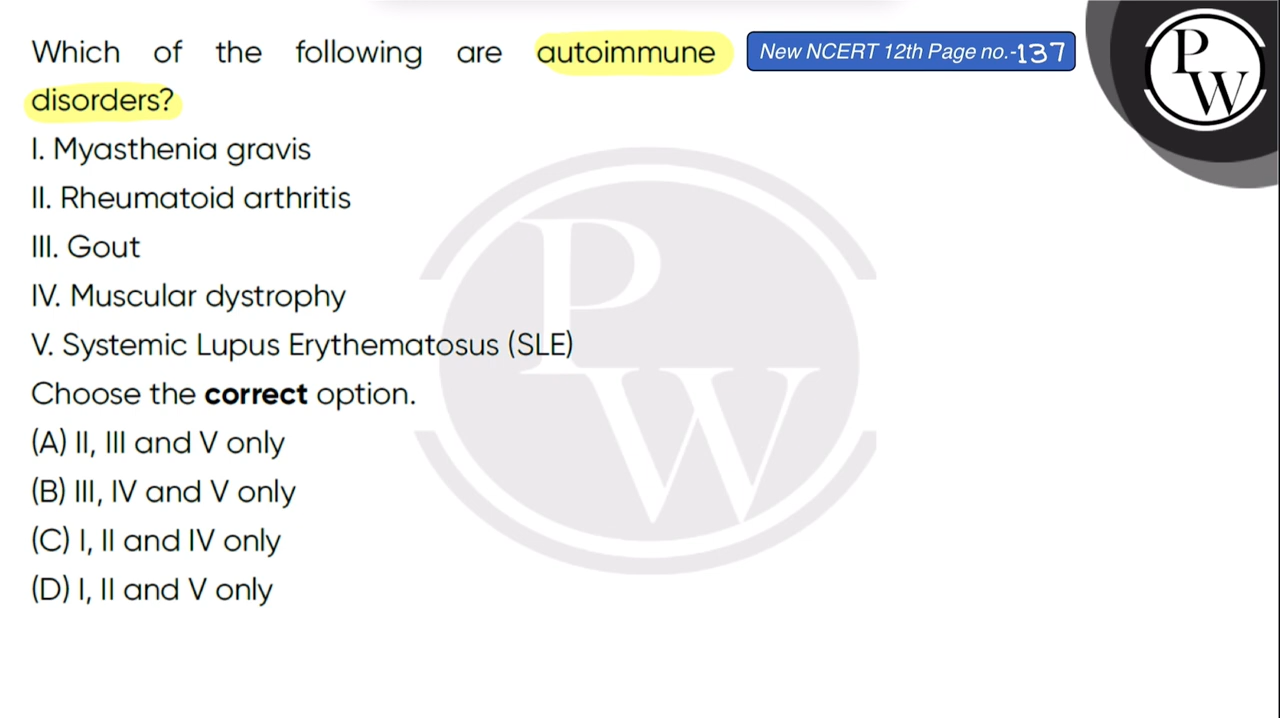 Which of the following are autoimmune
New NCERT 12th Page no.-137
disorders?
I. Myasthenia gravis
II. Rheumatoid arthritis
III. Gout
IV. Muscular dystrophy
V. Systemic Lupus Erythematosus (SLE)
Choose the correct option.
(A) II, III and V only
(B) III, IV and V only
(C) I, II and IV only
(D) I, II and V only
P
W
P
W